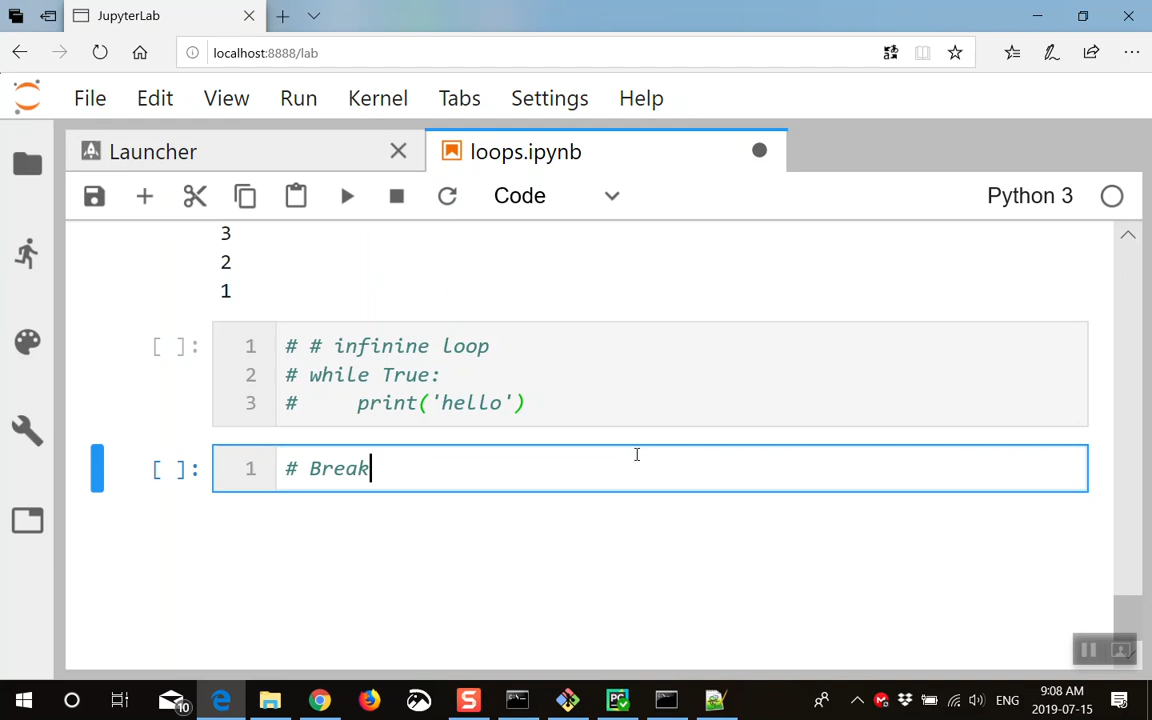 JupyterLab
localhost:8888/lab
File Edit View Run Kernel Tabs Settings Help
Launcher loops.ipynb
Code Python 3
3
2
1
[ ]: 1 # # infinine loop
2 # while True:
3 #     print('hello')
[ ]: 1 # Break
10 ENG 9:08 AM
2019-07-15